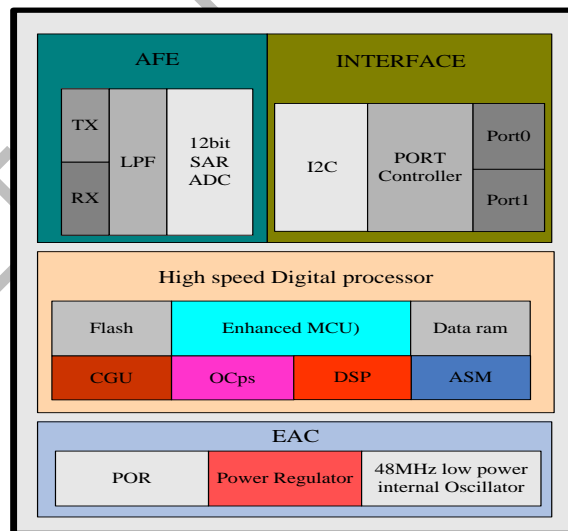 AFE
INTERFACE
TX
RX
LPF
12bit
SAR
ADC
I2C
PORT
Controller
Port0
Port1
High speed Digital processor
Flash
Enhanced MCU)
Data ram
CGU
OCps
DSP
ASM
EAC
POR
Power Regulator
48MHz low power
internal Oscillator